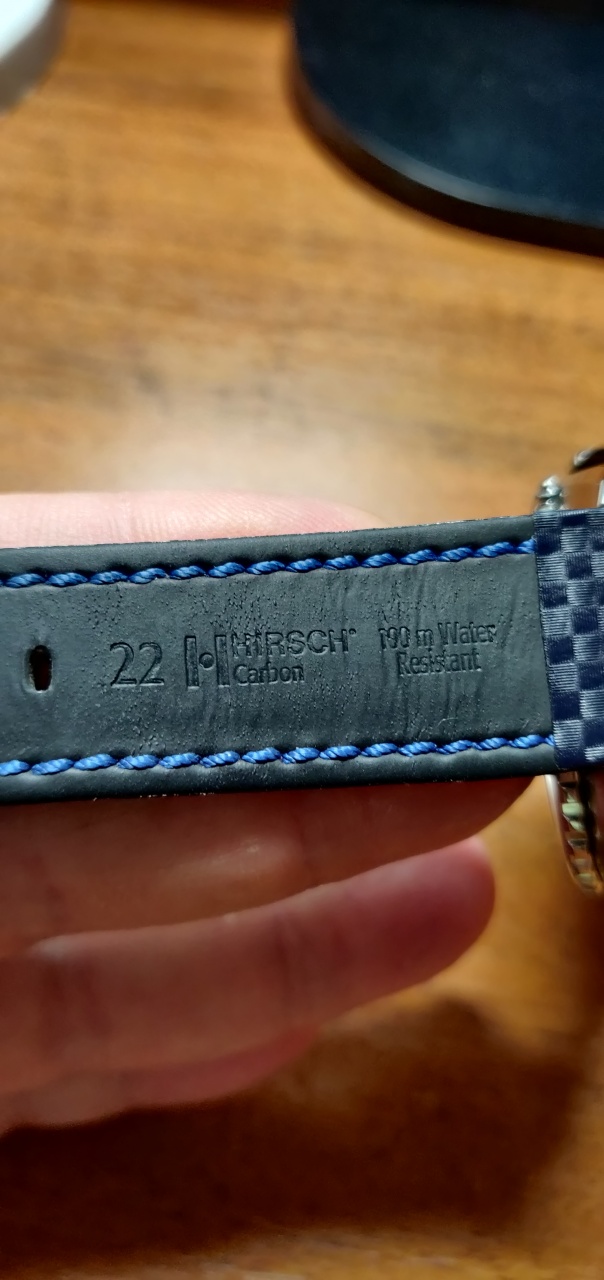 22
HIRSCH®
Carbon
100 m Water
Resistant